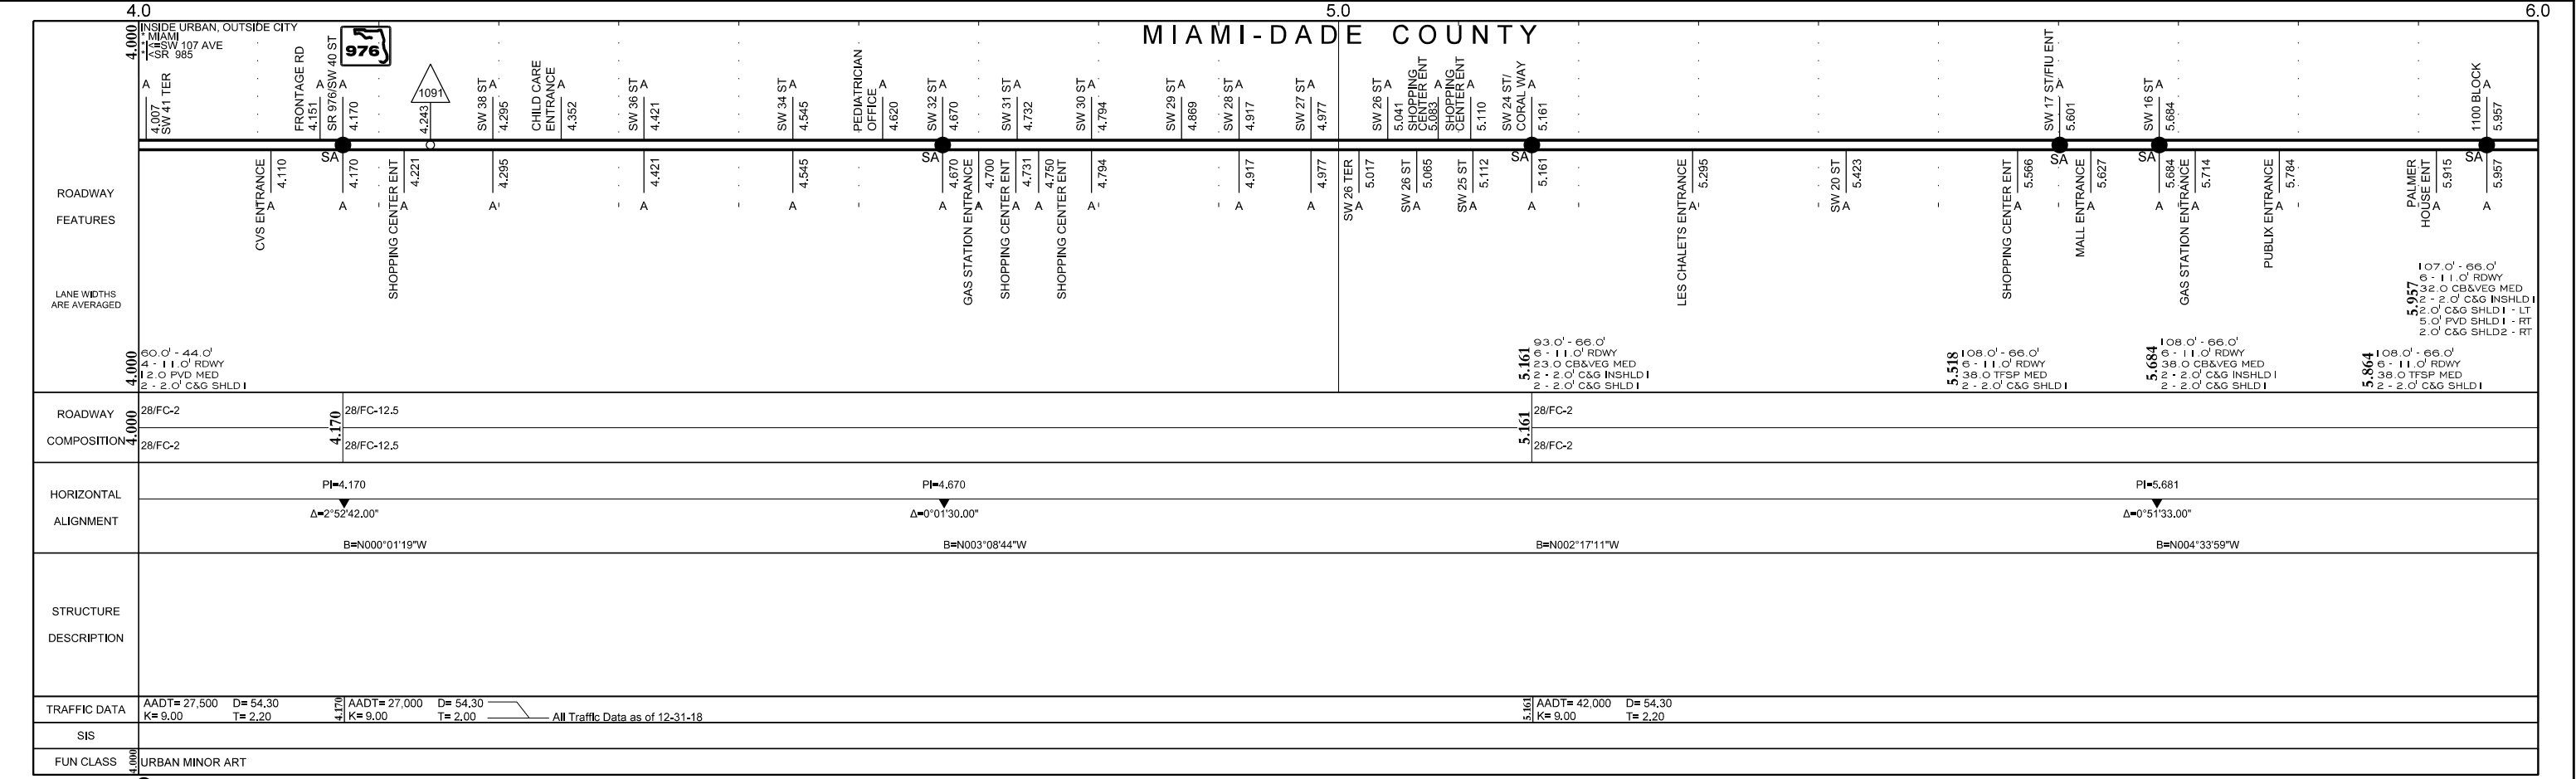 4.0
5.0
6.0
MIAMI-DADE COUNTY
4.000
INSIDE URBAN, OUTSIDE CITY
* MIAMI
* <=SW 107 AVE
* <SR 985
976
A
4.007
SW 41 TER
FRONTAGE RD
A
4.151
SR 976/SW 40 ST
A
4.170
1091
4.243
SW 38 ST
A
4.295
CHILD CARE
ENTRANCE
A
4.352
SW 36 ST
A
4.421
SW 34 ST
A
4.545
PEDIATRICIAN
OFFICE
A
4.620
SW 32 ST
A
4.670
SW 31 ST
A
4.732
SW 30 ST
A
4.794
SW 29 ST
A
4.869
SW 28 ST
A
4.917
SW 27 ST
A
4.977
SW 26 ST
A
5.041
SHOPPING
CENTER ENT
A
5.083
SHOPPING
CENTER ENT
A
5.110
SW 24 ST/
CORAL WAY
A
5.161
SW 17 ST/FIU ENT
A
5.601
SW 16 ST
A
5.684
1100 BLOCK
A
5.957
ROADWAY
FEATURES
LANE WIDTHS
ARE AVERAGED
CVS ENTRANCE
4.110
A
SA
4.170
A
SHOPPING CENTER ENT
4.221
A
4.295
A
4.421
A
4.545
A
SA
4.670
A
GAS STATION ENTRANCE
4.700
A
SHOPPING CENTER ENT
4.731
A
4.750
A
SHOPPING CENTER ENT
4.794
A
4.917
A
4.977
A
SW 26 TER
5.017
A
SW 26 ST
5.065
A
SW 25 ST
5.112
A
SA
5.161
A
LES CHALETS ENTRANCE
5.295
A
SW 20 ST
5.423
A
SHOPPING CENTER ENT
5.566
A
SA
MALL ENTRANCE
5.627
A
SA
5.684
A
GAS STATION ENTRANCE
5.714
A
PUBLIX ENTRANCE
5.784
A
PALMER
HOUSE ENT
5.915
A
SA
5.957
A
4.000
60.0' - 44.0'
4 - 11.0' RDWY
12.0 PVD MED
2 - 2.0' C&G SHLD1
5.161
93.0' - 66.0'
6 - 11.0' RDWY
23.0 CB&VEG MED
2 - 2.0' C&G INSHLD1
2 - 2.0' C&G SHLD1
5.518
108.0' - 66.0'
6 - 11.0' RDWY
38.0 TFSP MED
2 - 2.0' C&G SHLD1
5.684
108.0' - 66.0'
6 - 11.0' RDWY
38.0 CB&VEG MED
2 - 2.0' C&G INSHLD1
2 - 2.0' C&G SHLD1
5.864
108.0' - 66.0'
6 - 11.0' RDWY
38.0 TFSP MED
2 - 2.0' C&G SHLD1
5.957
107.0' - 66.0'
6 - 11.0' RDWY
32.0 CB&VEG MED
2 - 2.0' C&G INSHLD1
2.0' C&G SHLD1 - LT
5.0' PVD SHLD1 - RT
2.0' C&G SHLD2 - RT
ROADWAY
COMPOSITION
4.000
28/FC-2
28/FC-2
4.170
28/FC-12.5
28/FC-12.5
5.161
28/FC-2
28/FC-2
HORIZONTAL
ALIGNMENT
PI=4.170
Δ=2°52'42.00"
PI=4.670
Δ=0°01'30.00"
PI=5.681
Δ=0°51'33.00"
B=N000°01'19"W
B=N003°08'44"W
B=N002°17'11"W
B=N004°33'59"W
STRUCTURE
DESCRIPTION
TRAFFIC DATA
AADT= 27,500 D= 54.30
K= 9.00 T= 2.20
4.170
AADT= 27,000 D= 54.30
K= 9.00 T= 2.00
All Traffic Data as of 12-31-18
5.161
AADT= 42,000 D= 54.30
K= 9.00 T= 2.20
SIS
FUN CLASS
4.000
URBAN MINOR ART